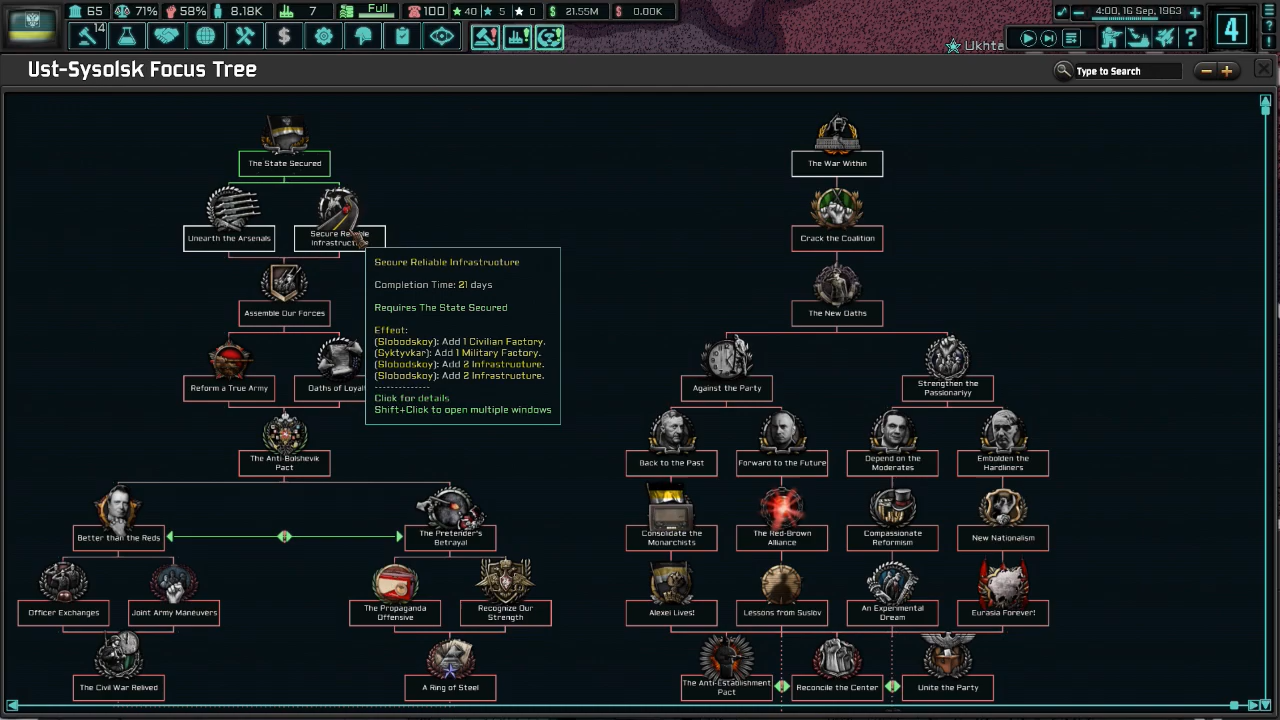 65 71% 58% 8.18K 7 Full 100 40 5 0 $ 21.55M $ 0.00K 4:00, 16 Sep, 1963
14 Ukhta 4
Ust-Sysolsk Focus Tree
Type to Search
The State Secured
The War Within
Unearth the Arsenals
Secure Reliable
Infrastructure
Crack the Coalition
Secure Reliable Infrastructure
Completion Time: 21 days
Requires The State Secured
Effect:
(Slobodskoy): Add 1 Civilian Factory.
(Syktyvkar): Add 1 Military Factory.
(Slobodskoy): Add 2 Infrastructure.
(Slobodskoy): Add 2 Infrastructure.
--------------
Click for details
Shift+Click to open multiple windows
Assemble Our Forces
The New Oaths
Reform a True Army
Oaths of Loyal
Against the Party
Strengthen the
Passionariyy
The Anti-Bolshevik
Pact
Back to the Past
Forward to the Future
Depend on the
Moderates
Embolden the
Hardliners
Better than the Reds
The Pretender's
Betrayal
Consolidate the
Monarchists
The Red-Brown
Alliance
Compassionate
Reformism
New Nationalism
Officer Exchanges
Joint Army Maneuvers
The Propaganda
Offensive
Recognize Our
Strength
Alexei Lives!
Lessons from Suslov
An Experimental
Dream
Eurasia Forever!
The Civil War Relived
A Ring of Steel
The Anti-Establishment
Pact
Reconcile the Center
Unite the Party